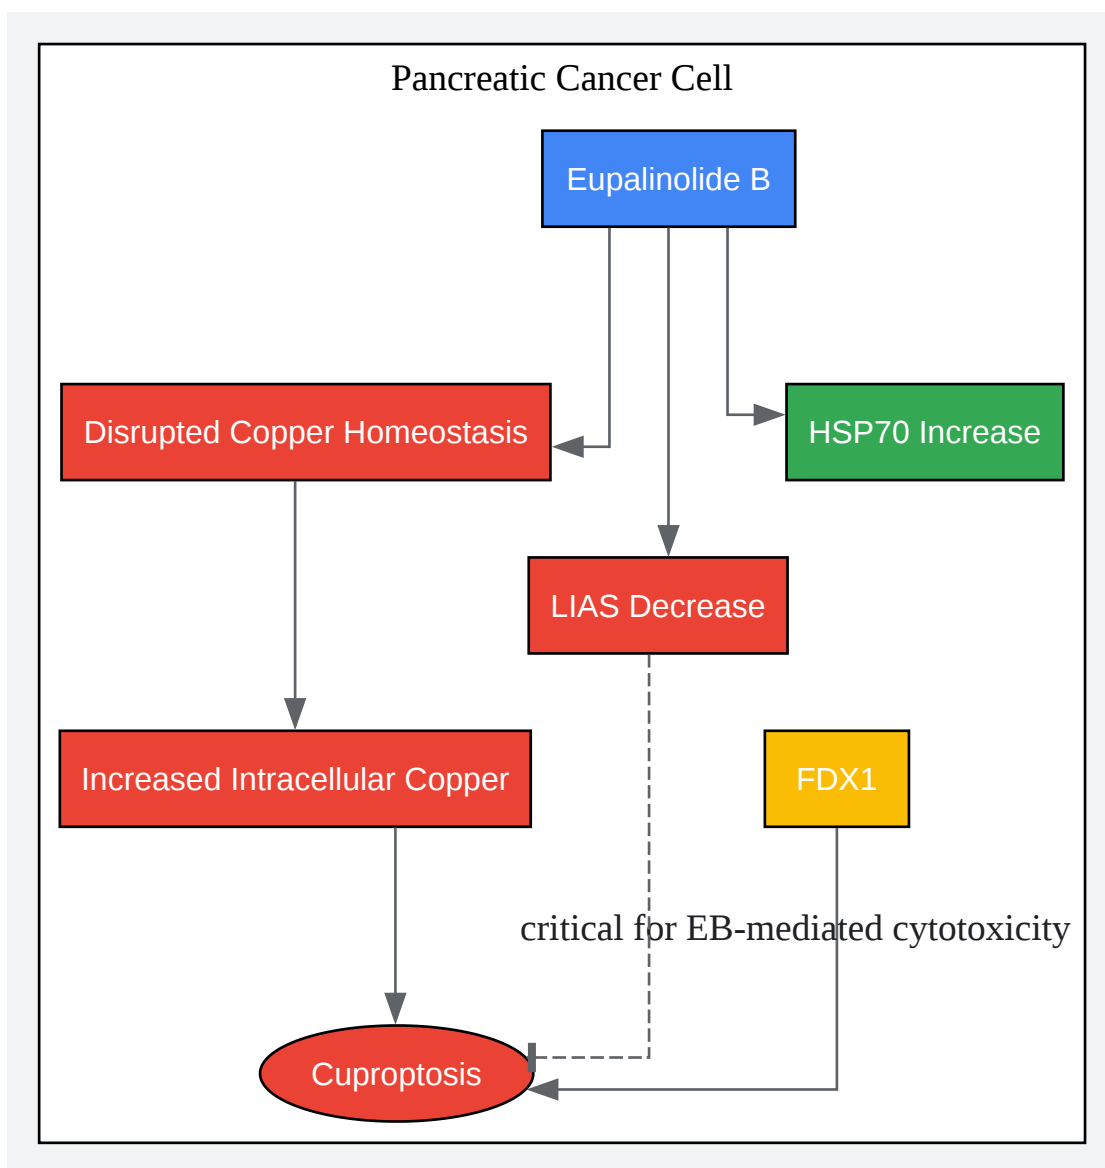 Pancreatic Cancer Cell
Eupalinolide B
Disrupted Copper Homeostasis
HSP70 Increase
LIAS Decrease
Increased Intracellular Copper
FDX1
critical for EB-mediated cytotoxicity
Cuproptosis